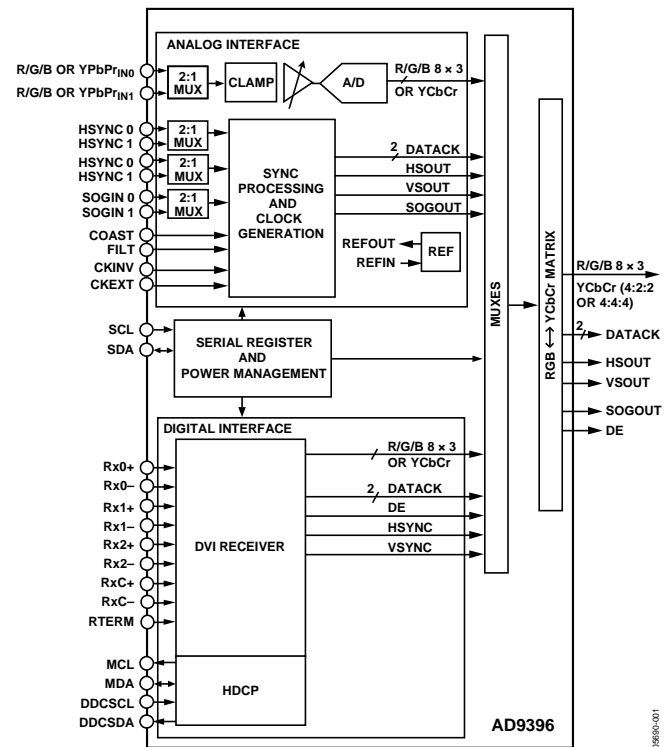 ANALOG INTERFACE
R/G/B OR YPbPrIN0
R/G/B OR YPbPrIN1
2:1
MUX
CLAMP
A/D
R/G/B 8 × 3
OR YCbCr
HSYNC 0
HSYNC 1
2:1
MUX
HSYNC 0
HSYNC 1
2:1
MUX
SOGIN 0
SOGIN 1
2:1
MUX
COAST
FILT
CKINV
CKEXT
SYNC
PROCESSING
AND
CLOCK
GENERATION
2
DATACK
HSOUT
VSOUT
SOGOUT
REFOUT
REFIN
REF
MUXES
RGB ↔ YCbCr MATRIX
R/G/B 8 × 3
YCbCr (4:2:2
OR 4:4:4)
2
DATACK
HSOUT
VSOUT
SOGOUT
DE
SCL
SDA
SERIAL REGISTER
AND
POWER MANAGEMENT
DIGITAL INTERFACE
Rx0+
Rx0–
Rx1+
Rx1–
Rx2+
Rx2–
RxC+
RxC–
RTERM
DVI RECEIVER
R/G/B 8 × 3
OR YCbCr
2
DATACK
DE
HSYNC
VSYNC
MCL
MDA
DDCSCL
DDCSDA
HDCP
AD9396